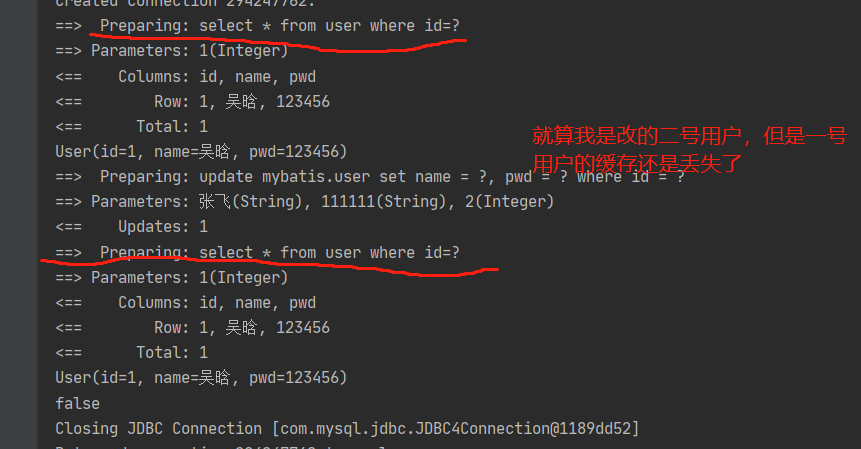 Created connection 294247762.
==>  Preparing: select * from user where id=?
==> Parameters: 1(Integer)
<==    Columns: id, name, pwd
<==        Row: 1, 吴晗, 123456
<==      Total: 1
User(id=1, name=吴晗, pwd=123456)
就算我是改的二号用户，但是一号
用户的缓存还是丢失了
==>  Preparing: update mybatis.user set name = ?, pwd = ? where id = ?
==> Parameters: 张飞(String), 111111(String), 2(Integer)
<==    Updates: 1
==>  Preparing: select * from user where id=?
==> Parameters: 1(Integer)
<==    Columns: id, name, pwd
<==        Row: 1, 吴晗, 123456
<==      Total: 1
User(id=1, name=吴晗, pwd=123456)
false
Closing JDBC Connection [com.mysql.jdbc.JDBC4Connection@1189dd52]